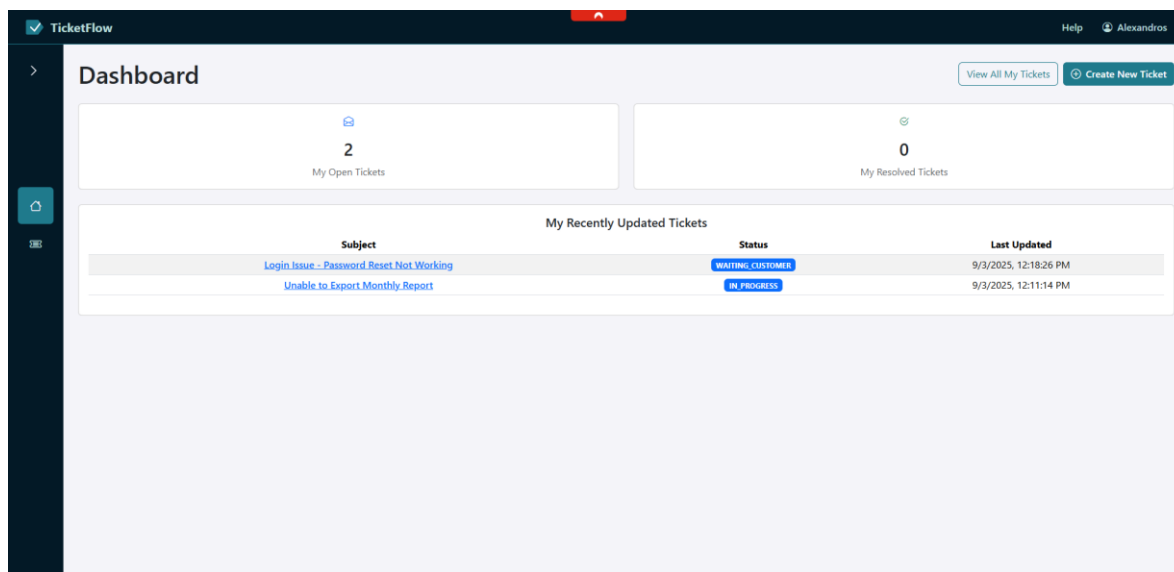 TicketFlow
Help Alexandros
Dashboard
View All My Tickets Create New Ticket
2
My Open Tickets
0
My Resolved Tickets
My Recently Updated Tickets
Subject Status Last Updated
Login Issue - Password Reset Not Working WAITING_CUSTOMER 9/3/2025, 12:18:26 PM
Unable to Export Monthly Report IN_PROGRESS 9/3/2025, 12:11:14 PM